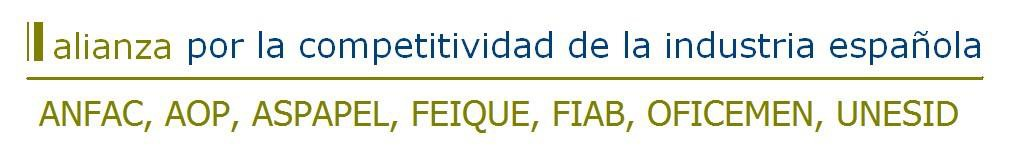 alianza por la competitividad de la industria española
ANFAC, AOP, ASPAPEL, FEIQUE, FIAB, OFICEMEN, UNESID